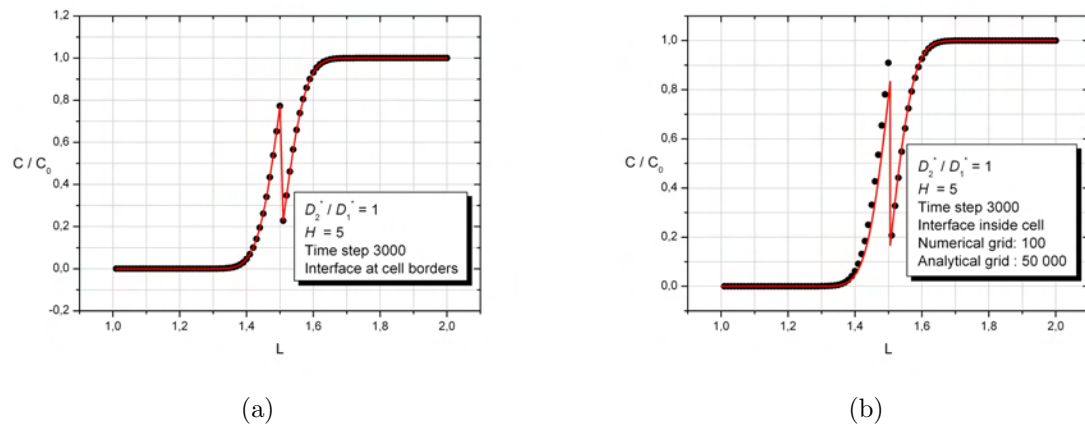 1,2
1,0
0,8
0,6
0,4
0,2
0,0
-0,2
C / C0
1,0 1,2 1,4 1,6 1,8 2,0
L
D2* / D1* = 1
H = 5
Time step 3000
Interface at cell borders
(a)
1,0
0,8
0,6
0,4
0,2
0,0
C / C0
1,0 1,2 1,4 1,6 1,8 2,0
L
D2* / D1* = 1
H = 5
Time step 3000
Interface inside cell
Numerical grid: 100
Analytical grid : 50 000
(b)